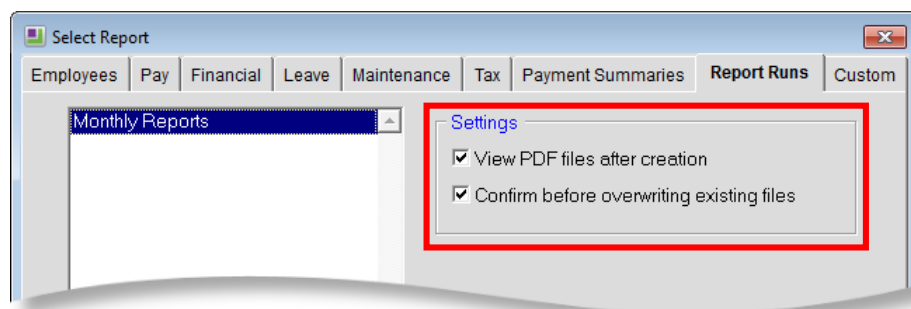 Select Report
Employees Pay Financial Leave Maintenance Tax Payment Summaries Report Runs Custom
Monthly Reports
Settings
View PDF files after creation
Confirm before overwriting existing files